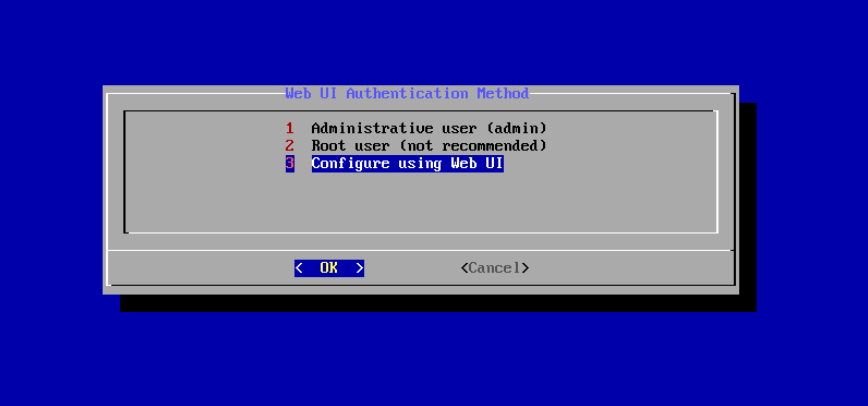 Web UI Authentication Method
1 Administrative user (admin)
2 Root user (not recommended)
3 Configure using Web UI
< OK > <Cancel>